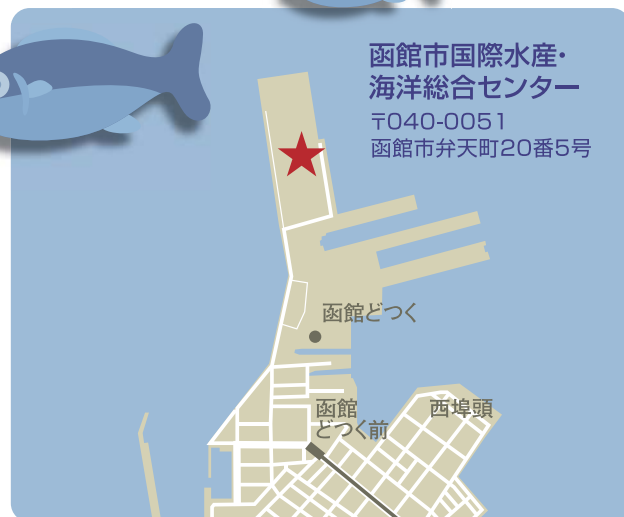 函館市国際水産・
海洋総合センター
〒040-0051
函館市弁天町20番5号
函館どつく
函館
どつく前
西埠頭